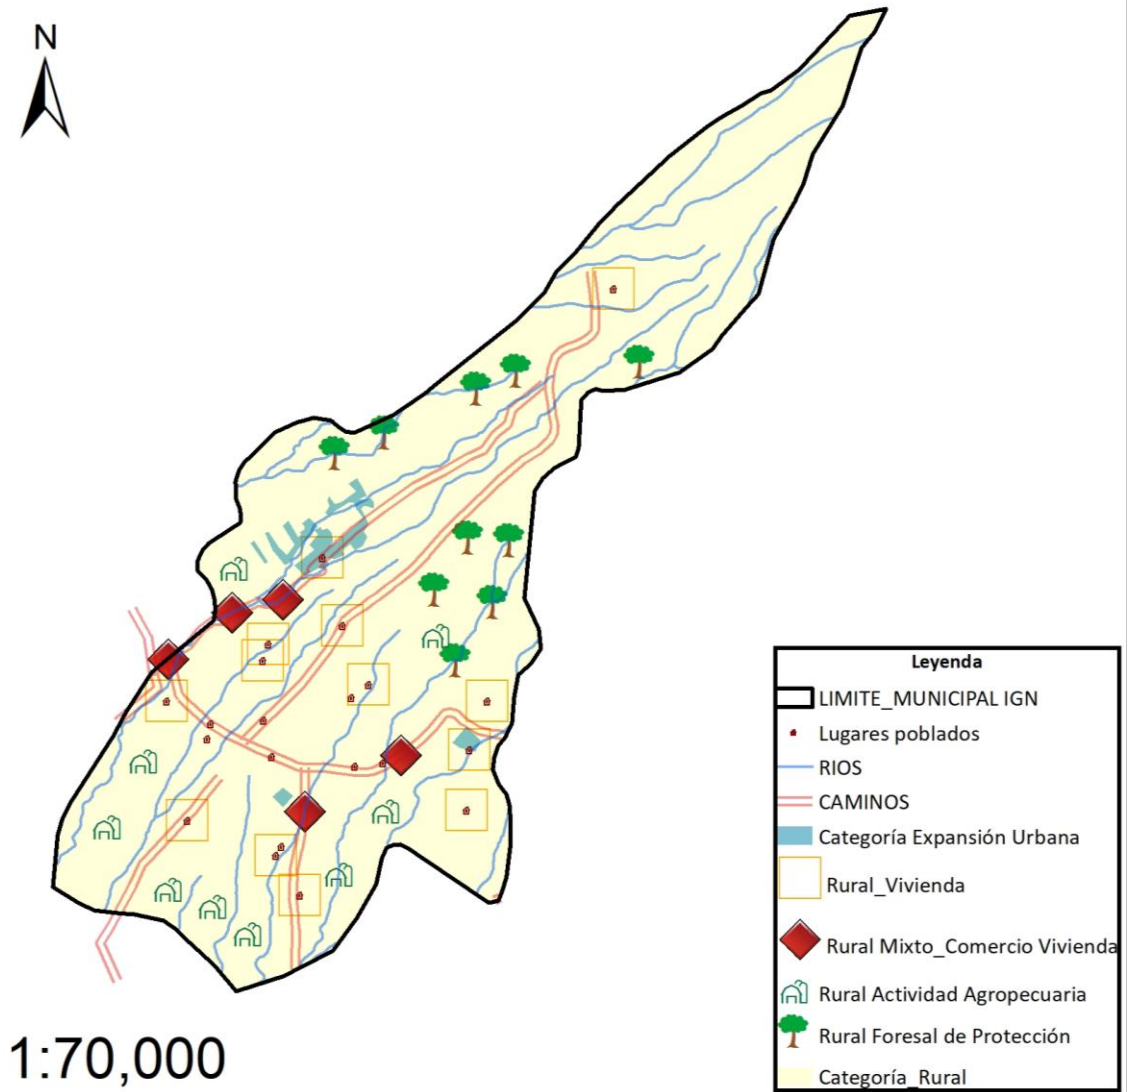 N
Leyenda
LIMITE_MUNICIPAL IGN
Lugares poblados
RIOS
CAMINOS
Categoría Expansión Urbana
Rural_Vivienda
Rural Mixto_Comercio Vivienda
Rural Actividad Agropecuaria
Rural Foresal de Protección
Categoría_Rural
1:70,000